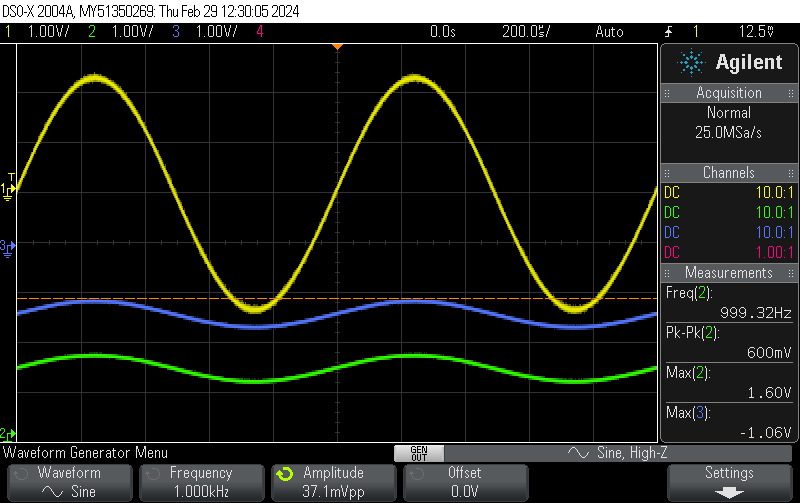 DSO-X 2004A, MY51350269: Thu Feb 29 12:30:05 2024
1 1.00V/ 2 1.00V/ 3 1.00V/ 4 0.0s 200.0s/ Auto 1 12.5V
Agilent
Acquisition
Normal
25.0MSa/s
Channels
DC 10.0:1
DC 10.0:1
DC 10.0:1
DC 1.00:1
Measurements
Freq(2):
999.32Hz
Pk-Pk(2):
600mV
Max(2):
1.60V
Max(3):
-1.06V
T
1
3
2
Waveform Generator Menu
GEN OUT
Sine, High-Z
Waveform
Sine
Frequency
1.000kHz
Amplitude
37.1mVpp
Offset
0.0V
Settings